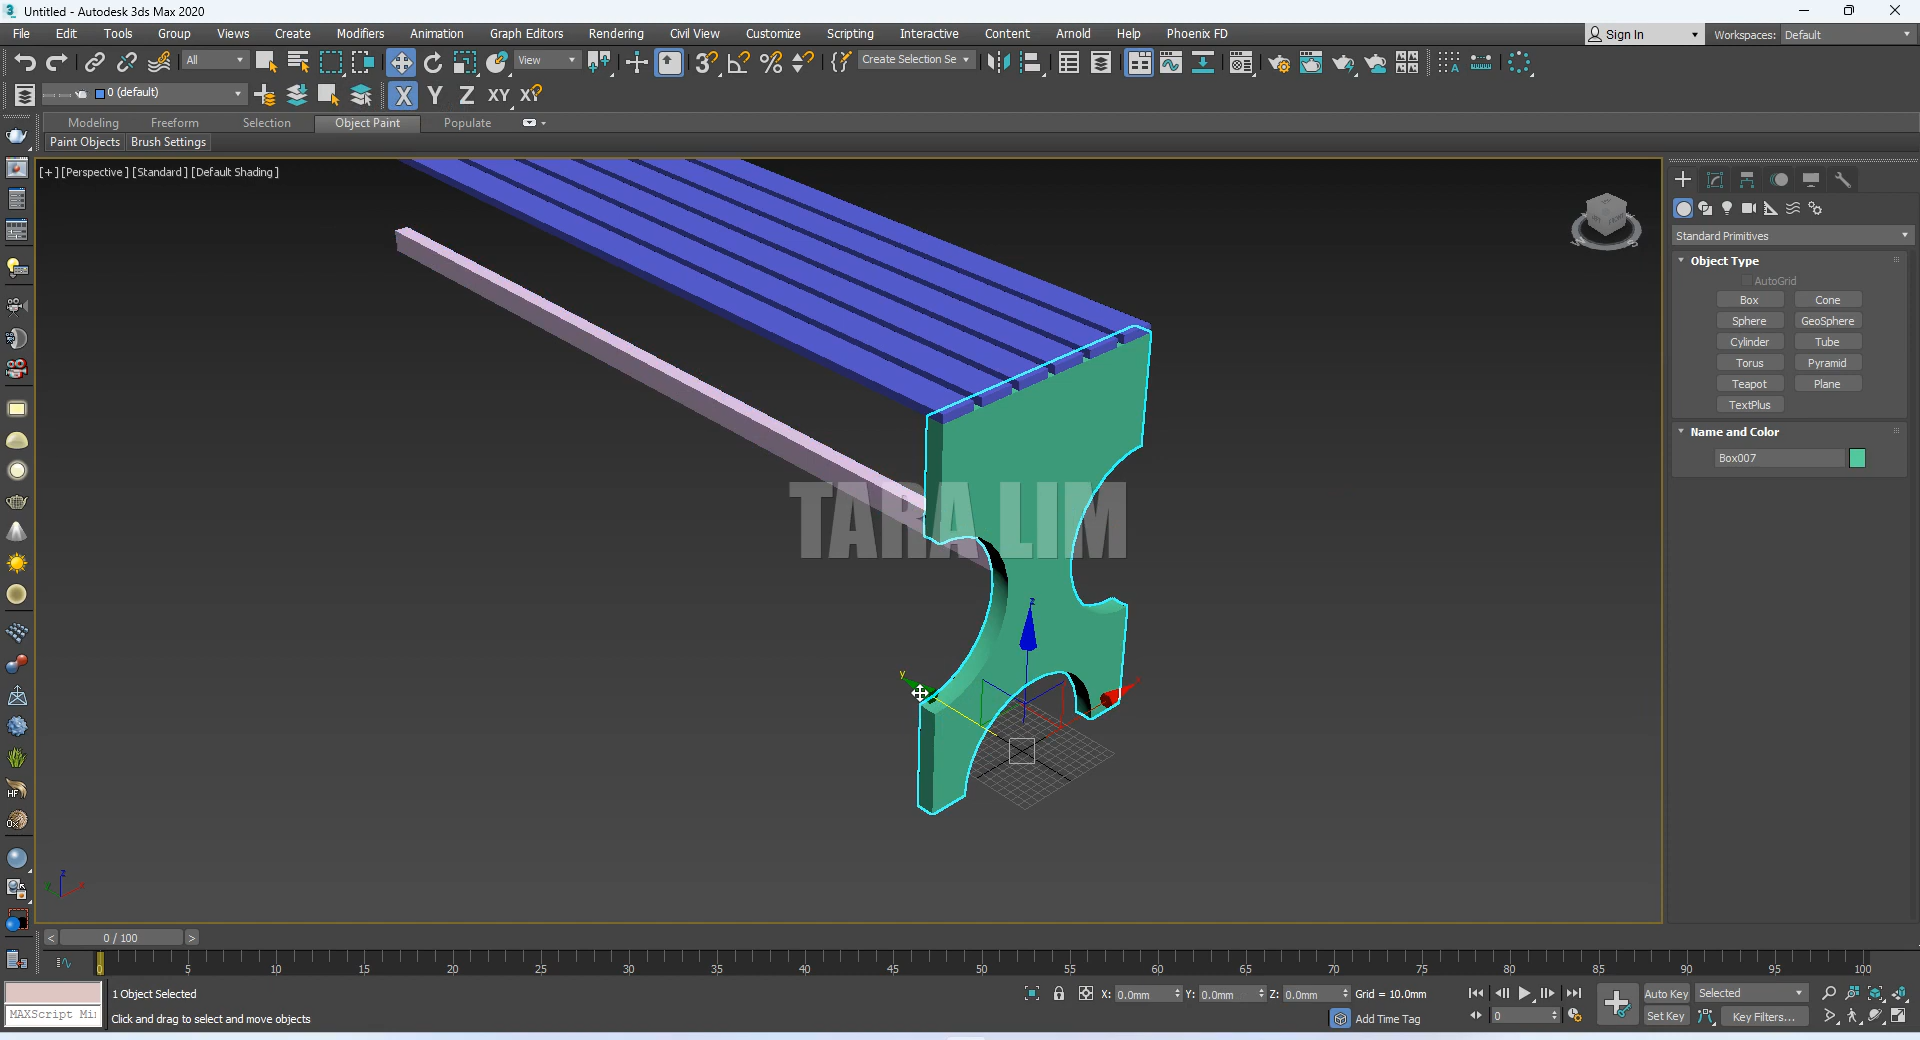 Untitled - Autodesk 3ds Max 2020
File Edit Tools Group Views Create Modifiers Animation Graph Editors Rendering Civil View Customize Scripting Interactive Content Arnold Help Phoenix FD Sign In Workspaces: Default
All View Create Selection Se
0 (default) X Y Z XY XY
Modeling Freeform Selection Object Paint Populate
Paint Objects Brush Settings
[+] [Perspective] [Standard] [Default Shading]
Standard Primitives
Object Type
AutoGrid
Box Cone
Sphere GeoSphere
Cylinder Tube
Torus Pyramid
Teapot Plane
TextPlus
Name and Color
Box007
TARA LIM
z
y
z
0 / 100
0 5 10 15 20 25 30 35 40 45 50 55 60 65 70 75 80 85 90 95 100
1 Object Selected X: 0.0mm Y: 0.0mm Z: 0.0mm Grid = 10.0mm Auto Key Selected
MAXScript Mi Click and drag to select and move objects Add Time Tag 0 Set Key Key Filters...